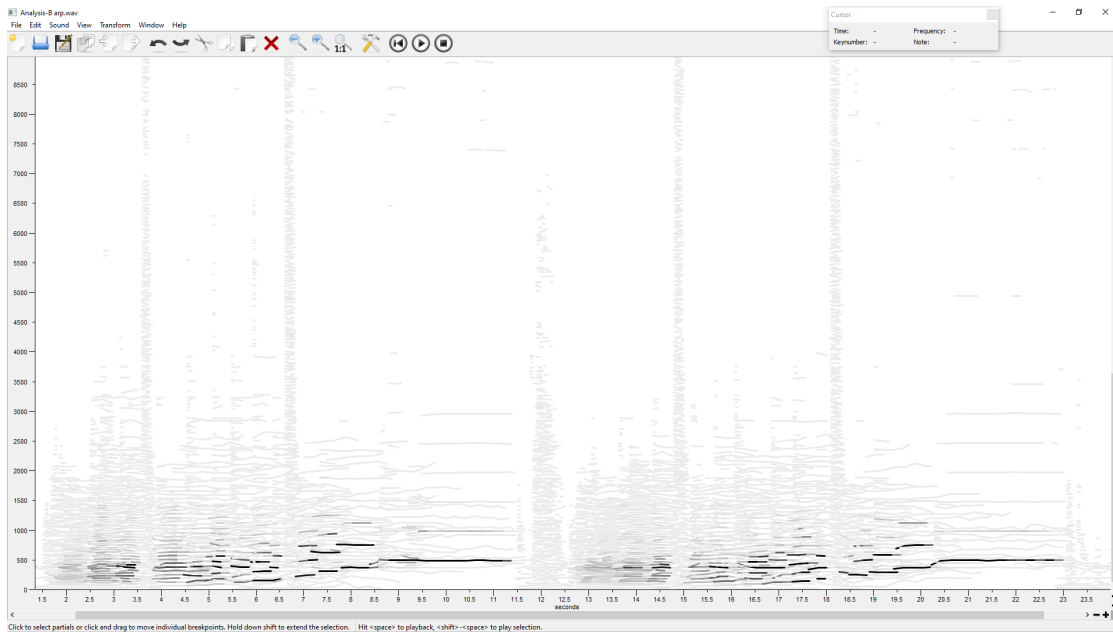 Analysis-B arp.wav
File Edit Sound View Transform Window Help
Cursor
Time: - Frequency: -
Keynumber: - Note: -
1:1
8500
8000
7500
7000
6500
6000
5500
5000
4500
4000
3500
3000
2500
2000
1500
1000
500
0
1.5 2 2.5 3 3.5 4 4.5 5 5.5 6 6.5 7 7.5 8 8.5 9 9.5 10 10.5 11 11.5 12 12.5 13 13.5 14 14.5 15 15.5 16 16.5 17 17.5 18 18.5 19 19.5 20 20.5 21 21.5 22 22.5 23 23.5
seconds
Click to select partials or click and drag to move individual breakpoints. Hold down shift to extend the selection. Hit <space> to playback, <shift>-<space> to play selection.